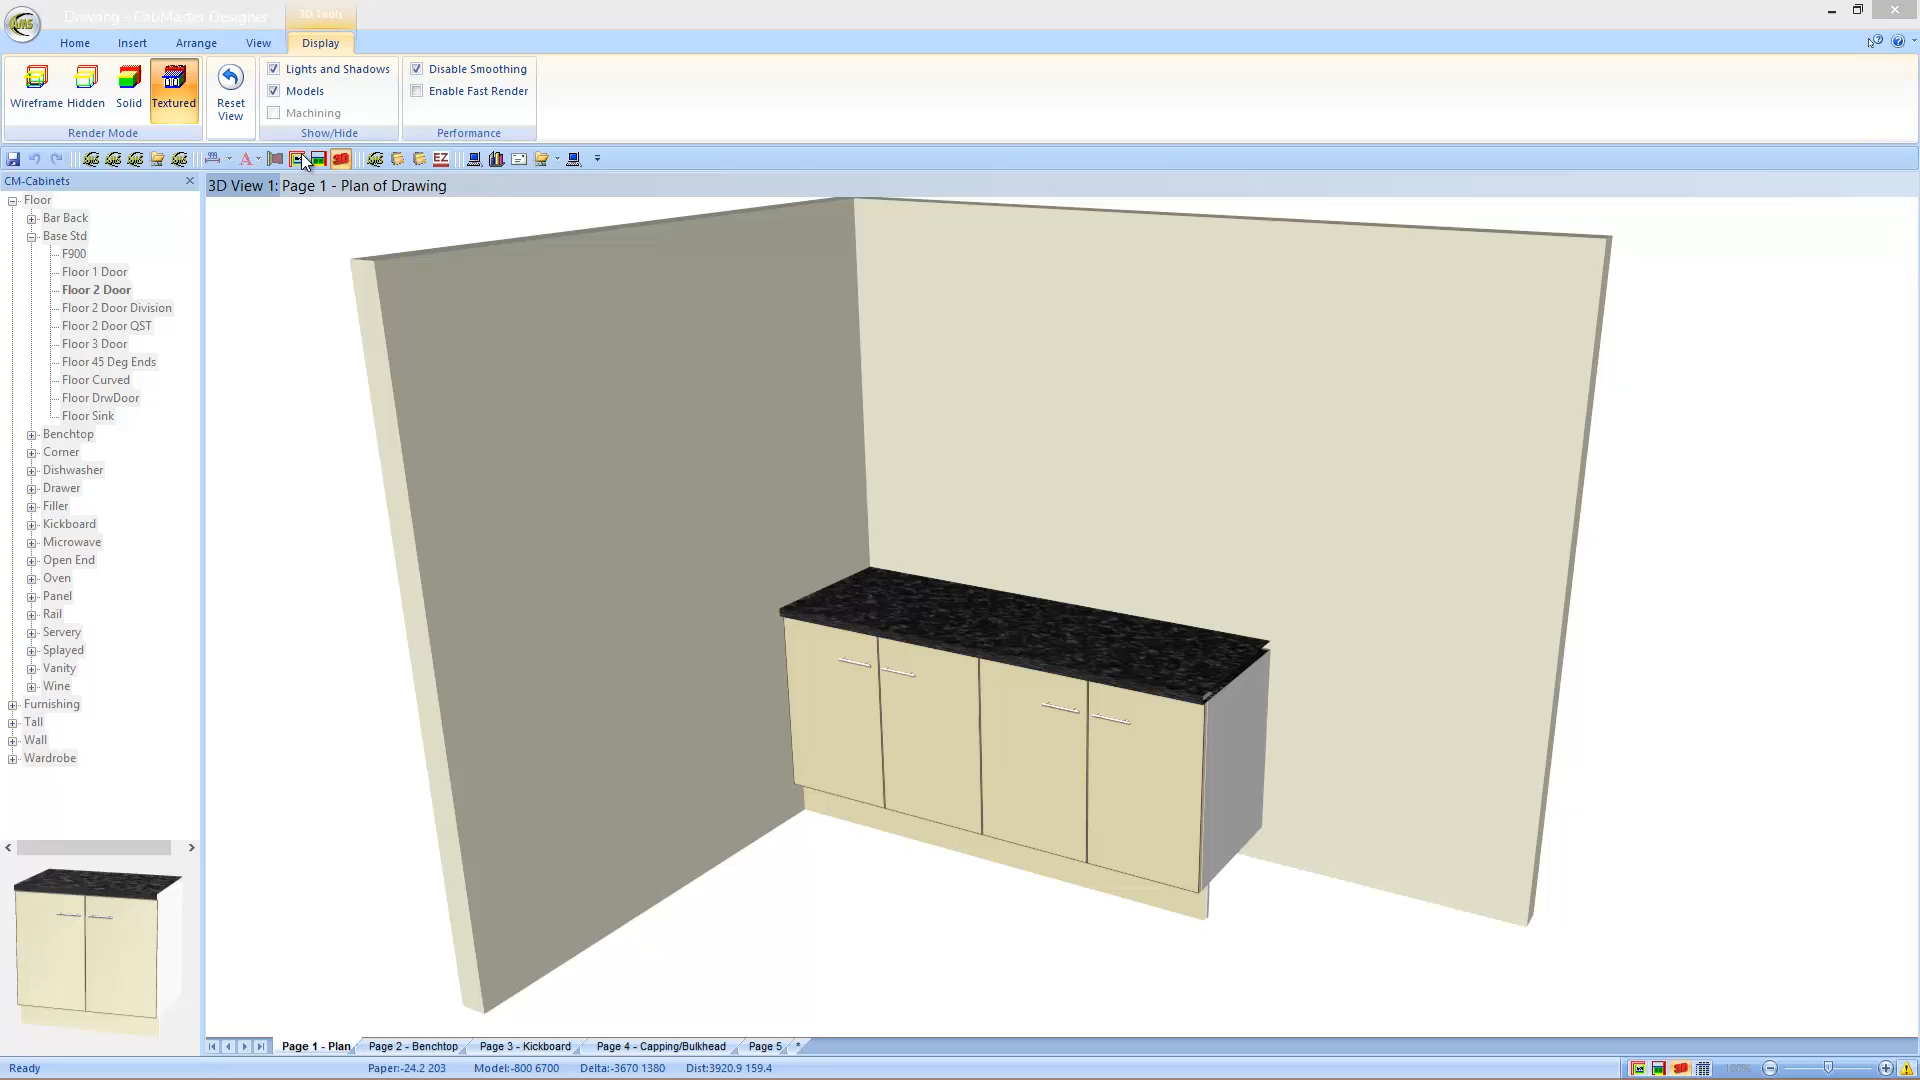 Drawing - CabMaster Designer
3D Tools
Home Insert Arrange View Display
Wireframe Hidden Solid Textured
Render Mode
Reset View
Lights and Shadows
Models
Machining
Show/Hide
Disable Smoothing
Enable Fast Render
Performance
A 3D EZ
CM-Cabinets
3D View 1: Page 1 - Plan of Drawing
Floor
Bar Back
Base Std
F900
Floor 1 Door
Floor 2 Door
Floor 2 Door Division
Floor 2 Door QST
Floor 3 Door
Floor 45 Deg Ends
Floor Curved
Floor DrwDoor
Floor Sink
Benchtop
Corner
Dishwasher
Drawer
Filler
Kickboard
Microwave
Open End
Oven
Panel
Rail
Servery
Splayed
Vanity
Wine
Furnishing
Tall
Wall
Wardrobe
Page 1 - Plan Page 2 - Benchtop Page 3 - Kickboard Page 4 - Capping/Bulkhead Page 5 *
Ready Paper:-24.2 203 Model:-800 6700 Delta:-3670 1380 Dist:3920.9 159.4 3D 100%